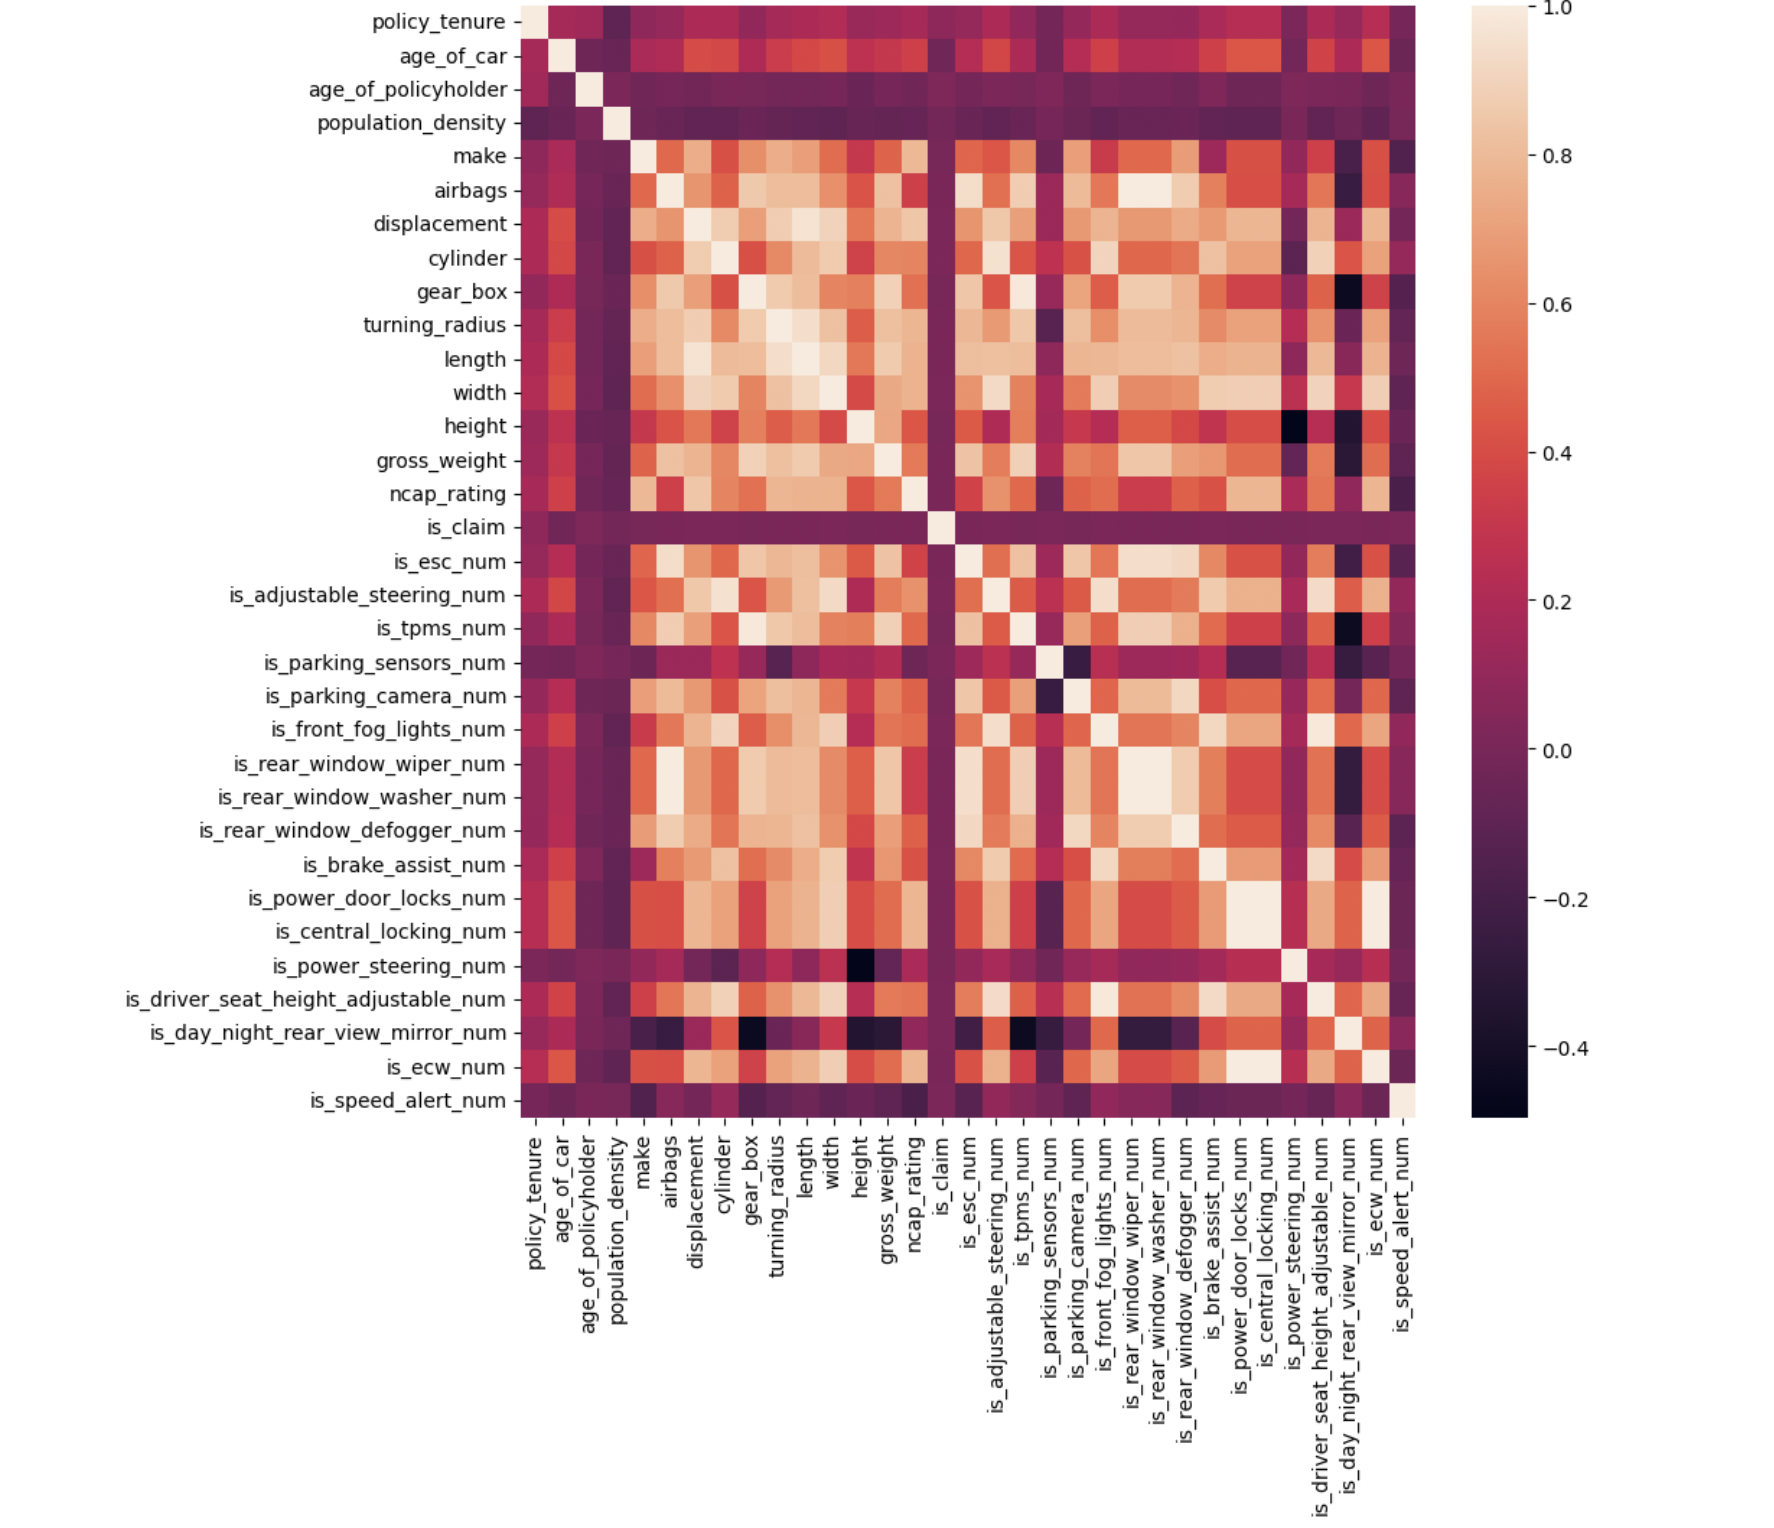 policy_tenure
age_of_car
age_of_policyholder
population_density
make
airbags
displacement
cylinder
gear_box
turning_radius
length
width
height
gross_weight
ncap_rating
is_claim
is_esc_num
is_adjustable_steering_num
is_tpms_num
is_parking_sensors_num
is_parking_camera_num
is_front_fog_lights_num
is_rear_window_wiper_num
is_rear_window_washer_num
is_rear_window_defogger_num
is_brake_assist_num
is_power_door_locks_num
is_central_locking_num
is_power_steering_num
is_driver_seat_height_adjustable_num
is_day_night_rear_view_mirror_num
is_ecw_num
is_speed_alert_num
policy_tenure
age_of_car
age_of_policyholder
population_density
make
airbags
displacement
cylinder
gear_box
turning_radius
length
width
height
gross_weight
ncap_rating
is_claim
is_esc_num
is_adjustable_steering_num
is_tpms_num
is_parking_sensors_num
is_parking_camera_num
is_front_fog_lights_num
is_rear_window_wiper_num
is_rear_window_washer_num
is_rear_window_defogger_num
is_brake_assist_num
is_power_door_locks_num
is_central_locking_num
is_power_steering_num
is_driver_seat_height_adjustable_num
is_day_night_rear_view_mirror_num
is_ecw_num
is_speed_alert_num
1.0
0.8
0.6
0.4
0.2
0.0
−0.2
−0.4